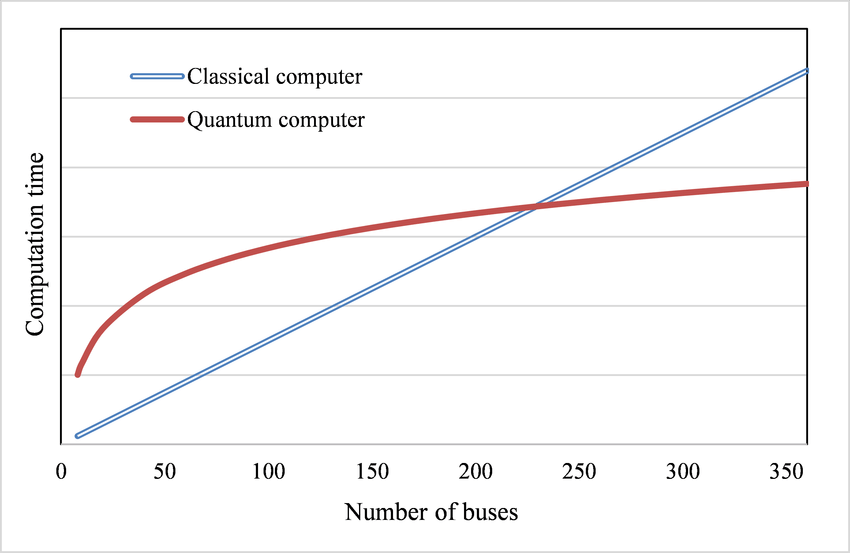 Classical computer
Quantum computer
Computation time
0 50 100 150 200 250 300 350
Number of buses